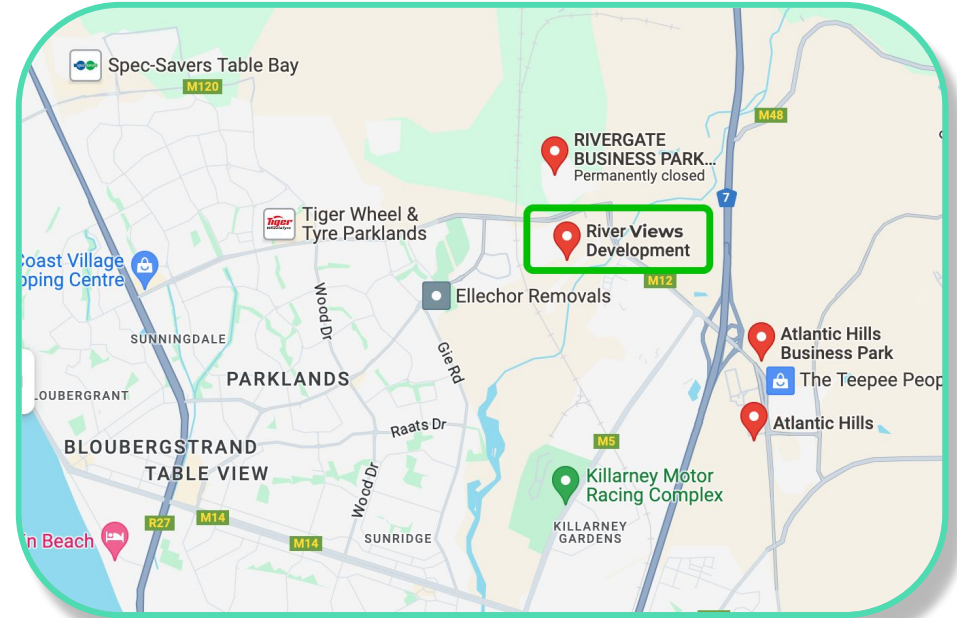 Spec-Savers Table Bay
M120
M48
RIVERGATE
BUSINESS PARK...
Permanently closed
7
Tiger
Tiger Wheel &
Tyre Parklands
River Views
Development
Coast Village
pping Centre
M12
Ellechor Removals
Wood Dr
SUNNINGDALE
Gie Rd
Atlantic Hills
Business Park
PARKLANDS
The Teepee Peop
LOUBERGRANT
Atlantic Hills
Raats Dr
BLOUBERGSTRAND
M5
TABLE VIEW
Killarney Motor
Racing Complex
Wood Dr
R27
M14
KILLARNEY
GARDENS
n Beach
M14
SUNRIDGE